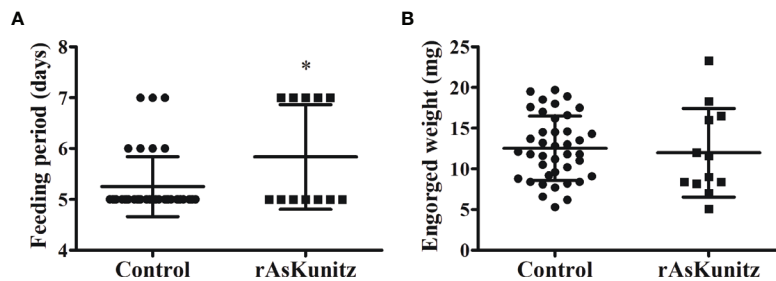 A
Feeding period (days)
8
7
6
5
4
*
Control
rAsKunitz
B
Engorged weight (mg)
25
20
15
10
5
0
Control
rAsKunitz